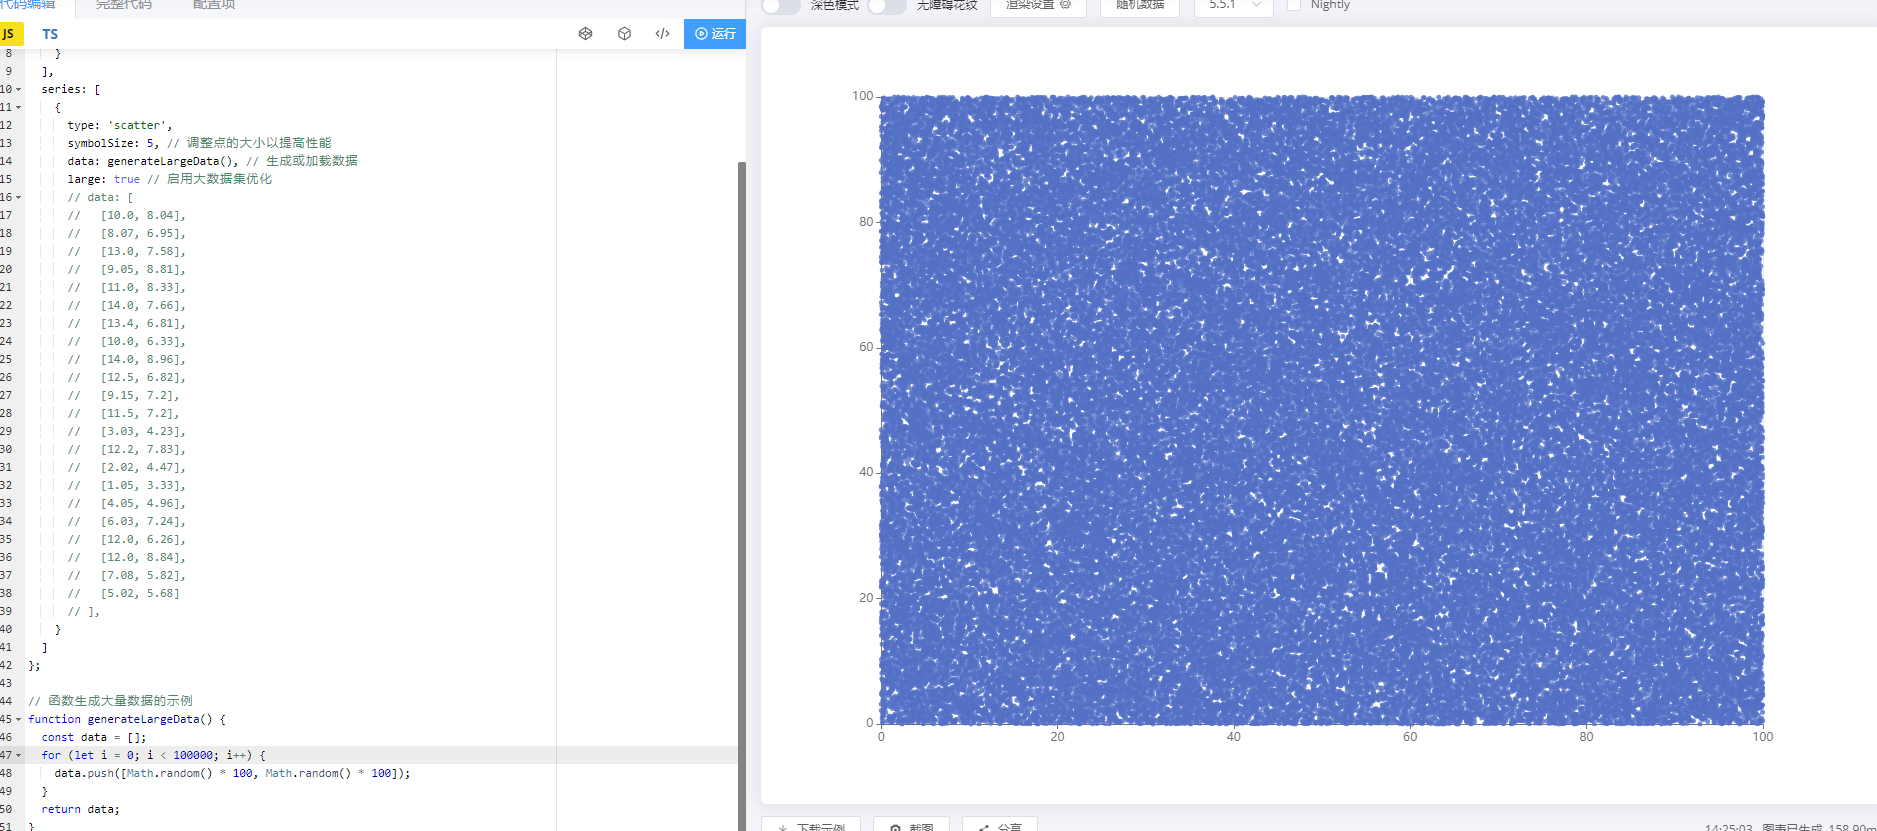 代码编辑 完整代码 配置项
JS TS 运行
8 }
9 ],
10 series: [
11 {
12 type: 'scatter',
13 symbolSize: 5, // 调整点的大小以提高性能
14 data: generateLargeData(), // 生成或加载数据
15 large: true // 启用大数据集优化
16 // data: [
17 // [10.0, 8.04],
18 // [8.07, 6.95],
19 // [13.0, 7.58],
20 // [9.05, 8.81],
21 // [11.0, 8.33],
22 // [14.0, 7.66],
23 // [13.4, 6.81],
24 // [10.0, 6.33],
25 // [14.0, 8.96],
26 // [12.5, 6.82],
27 // [9.15, 7.2],
28 // [11.5, 7.2],
29 // [3.03, 4.23],
30 // [12.2, 7.83],
31 // [2.02, 4.47],
32 // [1.05, 3.33],
33 // [4.05, 4.96],
34 // [6.03, 7.24],
35 // [12.0, 6.26],
36 // [12.0, 8.84],
37 // [7.08, 5.82],
38 // [5.02, 5.68]
39 // ],
40 }
41 ]
42 };
43
44 // 函数生成大量数据的示例
45 function generateLargeData() {
46 const data = [];
47 for (let i = 0; i < 100000; i++) {
48 data.push([Math.random() * 100, Math.random() * 100]);
49 }
50 return data;
51 }
深色模式 无障碍花纹 渲染设置 随机数据 5.5.1 Nightly
100
80
60
40
20
0
0 20 40 60 80 100
下载示例 截图 分享 14:25:03 图表已生成, 158.90m